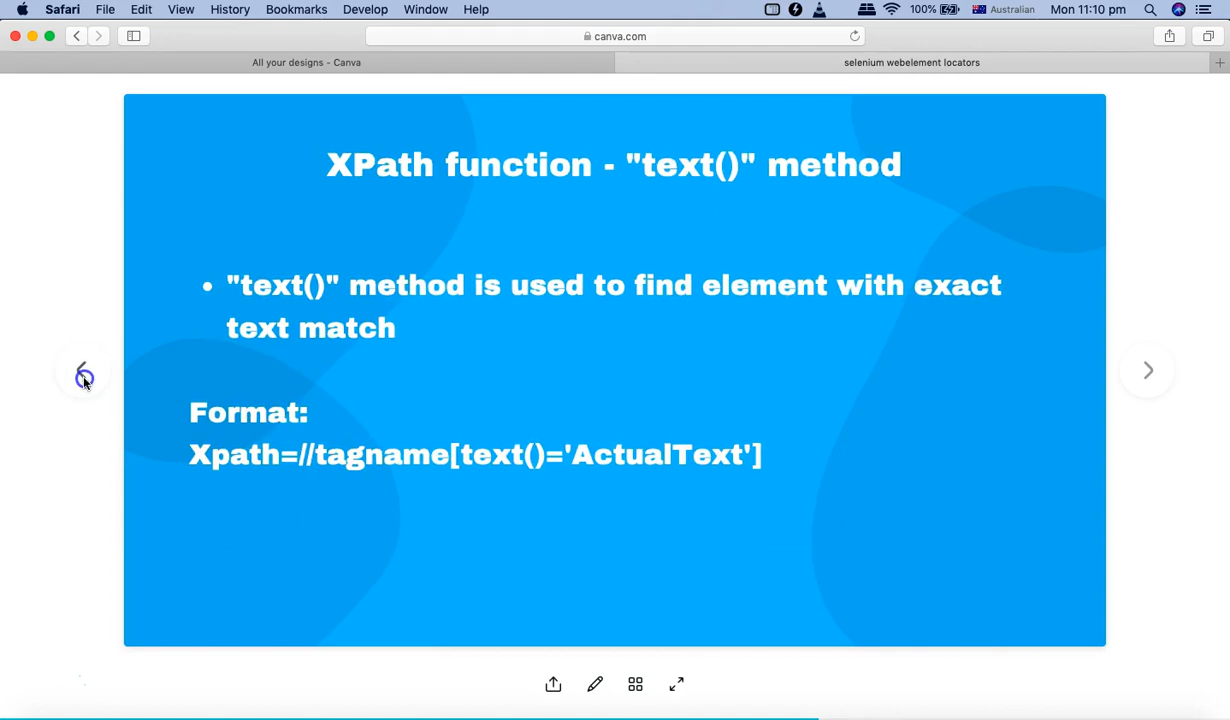 Safari File Edit View History Bookmarks Develop Window Help 100% Australian Mon 11:10 pm
canva.com
All your designs – Canva
selenium webelement locators
XPath function - "text()" method
• "text()" method is used to find element with exact
text match
Format:
Xpath=//tagname[text()='ActualText']